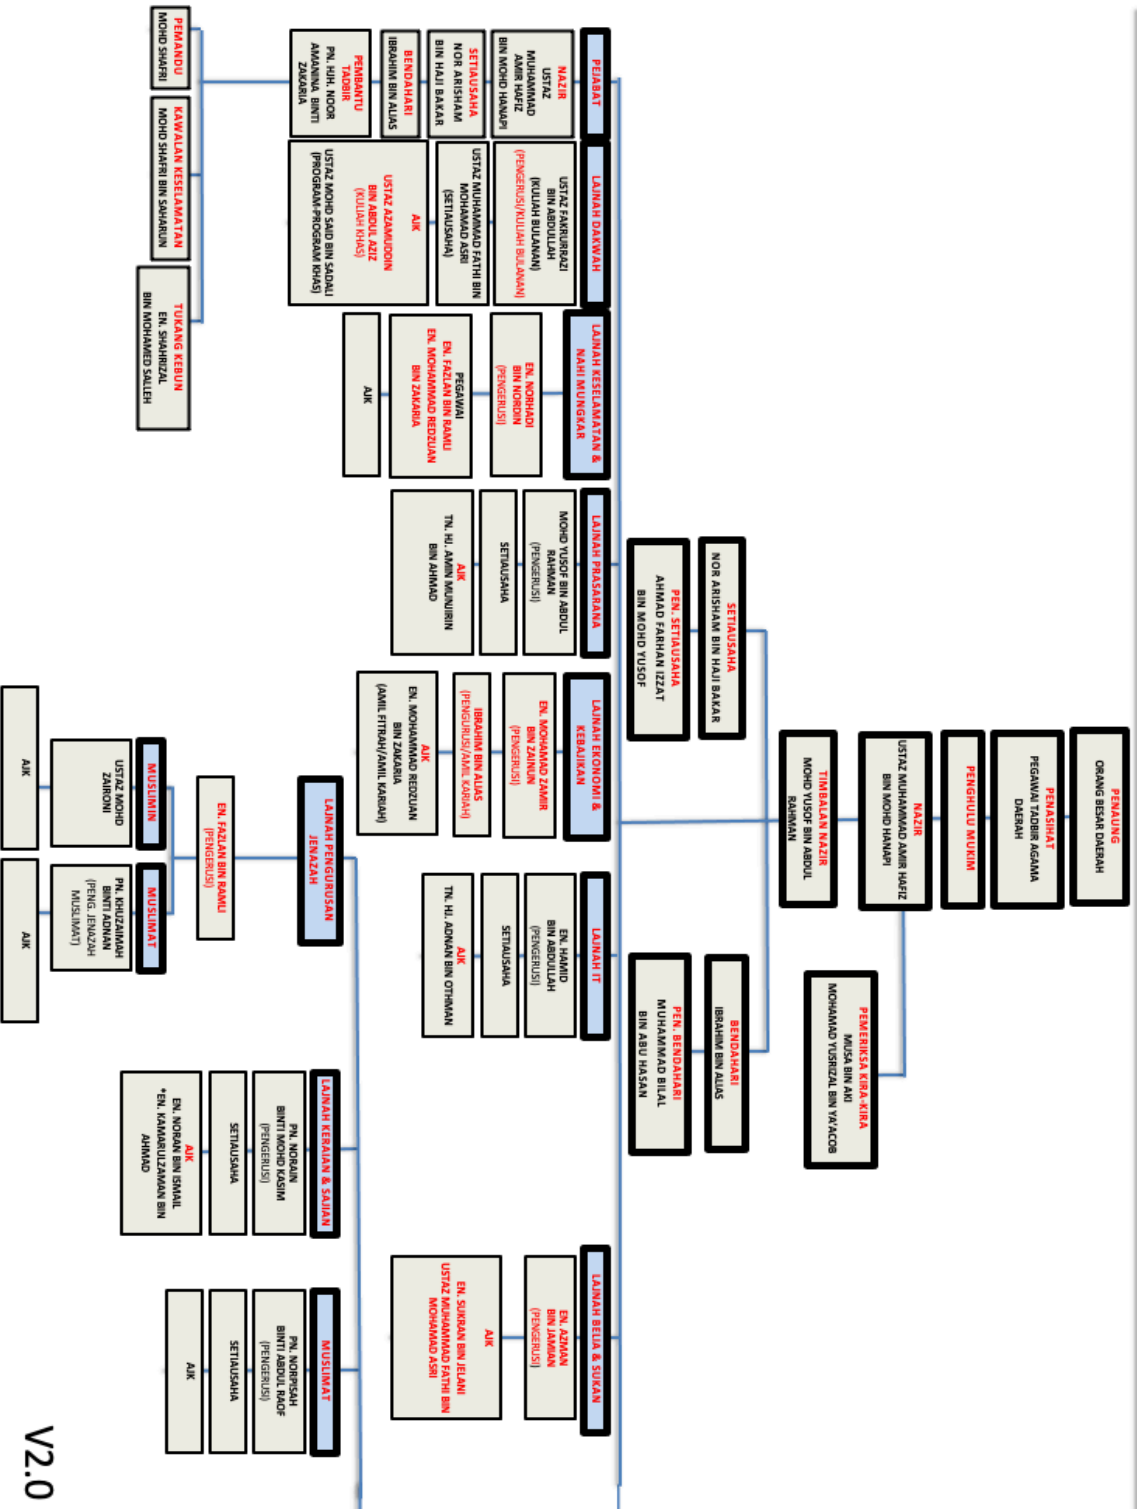 PENAUNG
ORANG BESAR DAERAH
PENASIHAT
PEGAWAI TADBIR AGAMA
DAERAH
PENGHULU MUKIM
NAZIR
USTAZ MUHAMMAD AMIR HAFIZ
BIN MOHD HANAPI
PEMERIKSA KIRA-KIRA
MUSA BIN AKI
MOHAMAD YUSRIZAL BIN YA'ACOB
TIMBALAN NAZIR
MOHD YUSOF BIN ABDUL
RAHMAN
SETIAUSAHA
NOR ARISHAM BIN HAJI BAKAR
PEN. SETIAUSAHA
AHMAD FARHAN IZZAT
BIN MOHD YUSOF
BENDAHARI
IBRAHIM BIN ALIAS
PEN. BENDAHARI
MUHAMMAD BILAL
BIN ABU HASAN
PEJABAT
NAZIR
USTAZ
MUHAMMAD
AMIR HAFIZ
BIN MOHD HANAPI
SETIAUSAHA
NOR ARISHAM
BIN HAJI BAKAR
BENDAHARI
IBRAHIM BIN ALIAS
PEMBANTU
TADBIR
PN. HJH. NOOR
AMANINA BINTI
ZAKARIA
PEMANDU
MOHD SHAFRI
KAWALAN KESELAMATAN
MOHD SHAFRI BIN SAHARUN
TUKANG KEBUN
EN. SHAHRIZAL
BIN MOHAMED SALLEH
LAJNAH DAKWAH
USTAZ FAKRURRAZI
BIN ABDULLAH
(KULIAH BULANAN)
(PENGERUSI/KULIAH BULANAN)
USTAZ MUHAMMAD FATHI BIN
MOHAMAD ASRI
(SETIAUSAHA)
AJK
USTAZ AZAMUDDIN
BIN ABDUL AZIZ
(KULIAH KHAS)
USTAZ MOHD SAID BIN SADALI
(PROGRAM-PROGRAM KHAS)
LAJNAH KESELAMATAN &
NAHI MUNGKAR
EN. NORHADI
BIN NORDIN
(PENGERUSI)
PEGAWAI
EN. FAZLAN BIN RAMLI
EN. MOHAMMAD REDZUAN
BIN ZAKARIA
AJK
LAJNAH PRASARANA
MOHD YUSOF BIN ABDUL
RAHMAN
(PENGERUSI)
SETIAUSAHA
AJK
TN. HJ. AMIN MUNJIRIN
BIN AHMAD
LAJNAH EKONOMI &
KEBAJIKAN
EN. MOHAMAD ZAMIR
BIN ZAINUN
(PENGERUSI)
IBRAHIM BIN ALIAS
(PENGURUSI/AMIL KARIAH)
AJK
EN. MOHAMMAD REDZUAN
BIN ZAKARIA
(AMIL FITRAH/AMIL KARIAH)
LAJNAH IT
EN. HAMID
BIN ABDULLAH
(PENGERUSI)
SETIAUSAHA
AJK
TN. HJ. ADNAN BIN OTHMAN
LAJNAH BELIA & SUKAN
EN. AZMAN
BIN JAMIAN
(PENGERUSI)
AJK
EN. SUKRAN BIN JELANI
USTAZ MUHAMMAD FATHI BIN
MOHAMAD ASRI
LAJNAH PENGURUSAN
JENAZAH
EN. FAZLAN BIN RAMLI
(PENGERUSI)
MUSLIMIN
USTAZ MOHD
ZAIRONI
AJK
MUSLIMAT
PN. KHUZAIMAH
BINTI ADNAN
(PENG. JENAZAH
MUSLIMAT)
AJK
LAJNAH KERAIAN & SAJIAN
PN. NORAIN
BINTI MOHD KASIM
(PENGERUSI)
SETIAUSAHA
AJK
EN. NORAN BIN ISMAIL
*EN. KAMARULZAMAN BIN
AHMAD
MUSLIMAT
PN. NORPISAH
BINTI ABDUL RAOF
(PENGERUSI)
SETIAUSAHA
AJK
V2.0